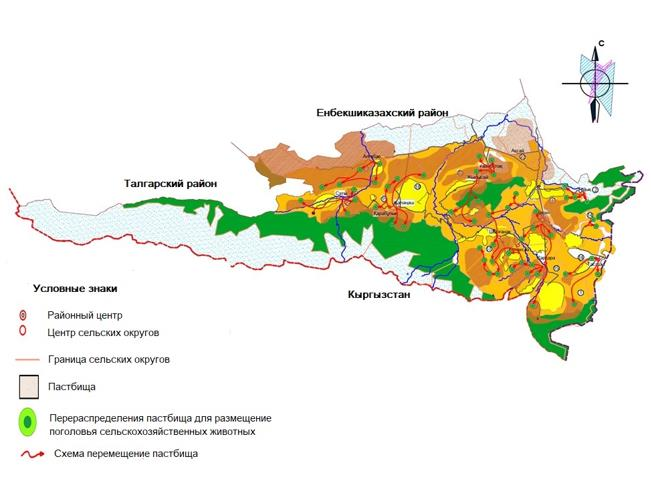 С
Енбекшиказахский район
Талгарский район
Кыргызстан
Условные знаки
Районный центр
Центр сельских округов
Граница сельских округов
Пастбища
Перераспределения пастбища для размещение
поголовья сельскохозяйственных животных
Схема перемещение пастбища